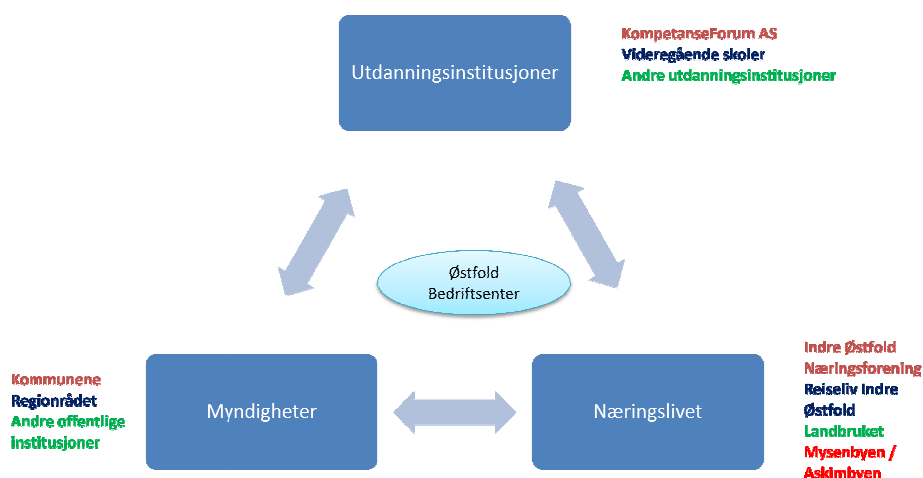 KompetanseForum AS
Videregående skoler
Andre utdanningsinstitusjoner
Utdanningsinstitusjoner
Østfold
Bedriftsenter
Kommunene
Regionrådet
Andre offentlige
institusjoner
Myndigheter
Næringslivet
Indre Østfold
Næringsforening
Reiseliv Indre
Østfold
Landbruket
Mysenbyen /
Askimbyen